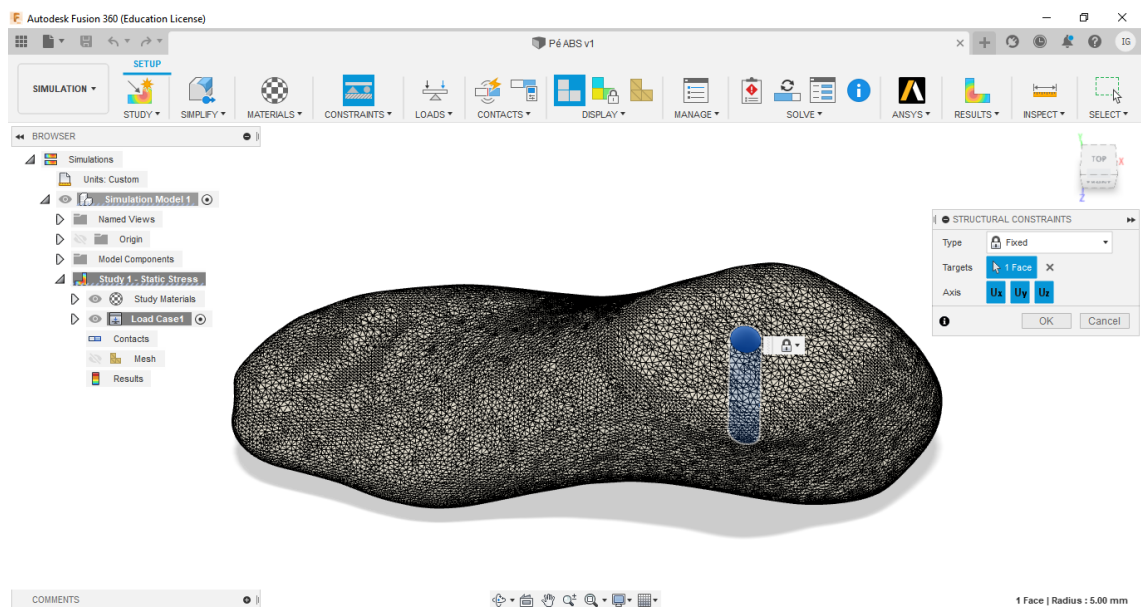 Autodesk Fusion 360 (Education License)
Pé ABS v1
IG
SETUP
SIMULATION
STUDY
SIMPLIFY
MATERIALS
CONSTRAINTS
LOADS
CONTACTS
DISPLAY
MANAGE
SOLVE
ANSYS
RESULTS
INSPECT
SELECT
BROWSER
Simulations
Units: Custom
Simulation Model 1
Named Views
Origin
Model Components
Study 1 - Static Stress
Study Materials
Load Case1
Contacts
Mesh
Results
Y
TOP
X
FRONT
Z
STRUCTURAL CONSTRAINTS
Type Fixed
Targets 1 Face
Axis Ux Uy Uz
OK Cancel
COMMENTS
1 Face | Radius : 5.00 mm